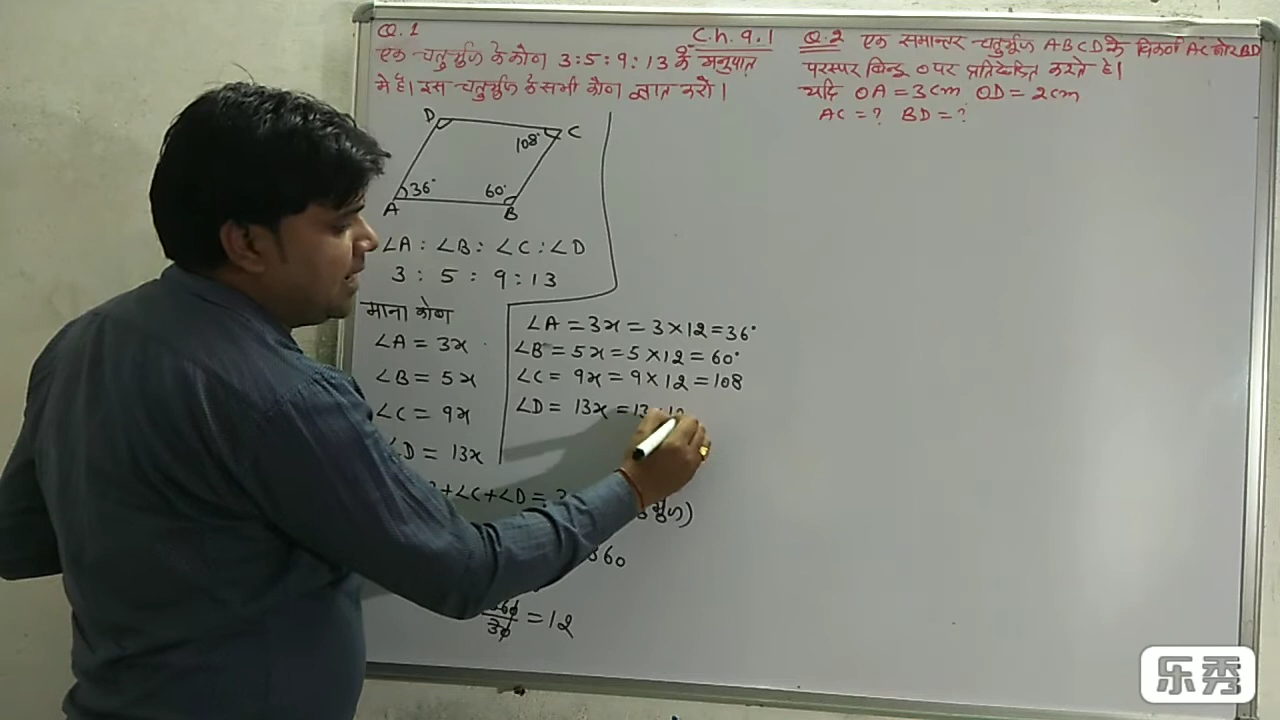 Q.1
Ch. 9.1
एक चतुर्भुज के कोण 3:5:9:13 के अनुपात
मे है। इस चतुर्भुज के सभी कोण ज्ञात करो।
D
C
108°
36°
60°
A
B
∠A : ∠B : ∠C : ∠D
3 : 5 : 9 : 13
माना कोण
∠A = 3x
∠B = 5x
∠C = 9x
∠D = 13x
∠A = 3x = 3×12 = 36°
∠B = 5x = 5×12 = 60°
∠C = 9x = 9×12 = 108
∠D = 13x = 13
+∠C+∠D =
360
= 12
Q.2 एक समान्तर चतुर्भुज ABCD के विकर्ण AC और BD
परस्पर बिन्दु O पर प्रतिच्छेदित करते है।
यदि OA = 3cm OD = 2cm
AC = ? BD = ?
乐秀